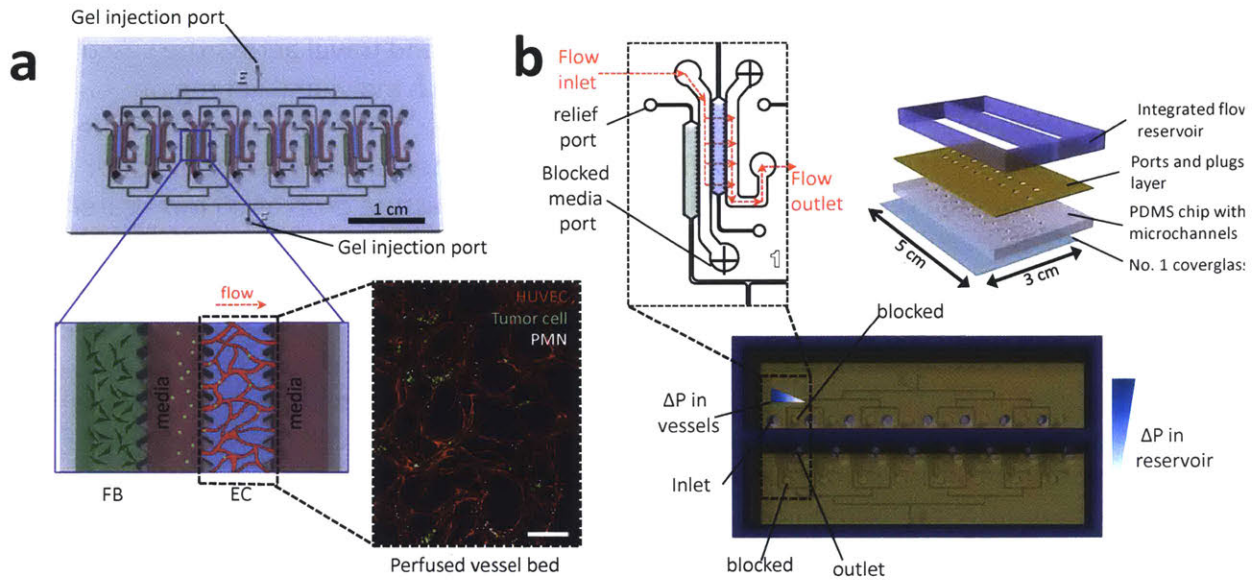 a
Gel injection port
1 cm
Gel injection port
flow
media
media
FB
EC
HUVEC
Tumor cell
PMN
Perfused vessel bed
b
Flow
inlet
relief
port
Blocked
media
port
Flow
outlet
1
Integrated flov
reservoir
Ports and plugs
layer
PDMS chip with
microchannels
No. 1 coverglass
5 cm
3 cm
blocked
ΔP in
vessels
Inlet
blocked
outlet
ΔP in
reservoir